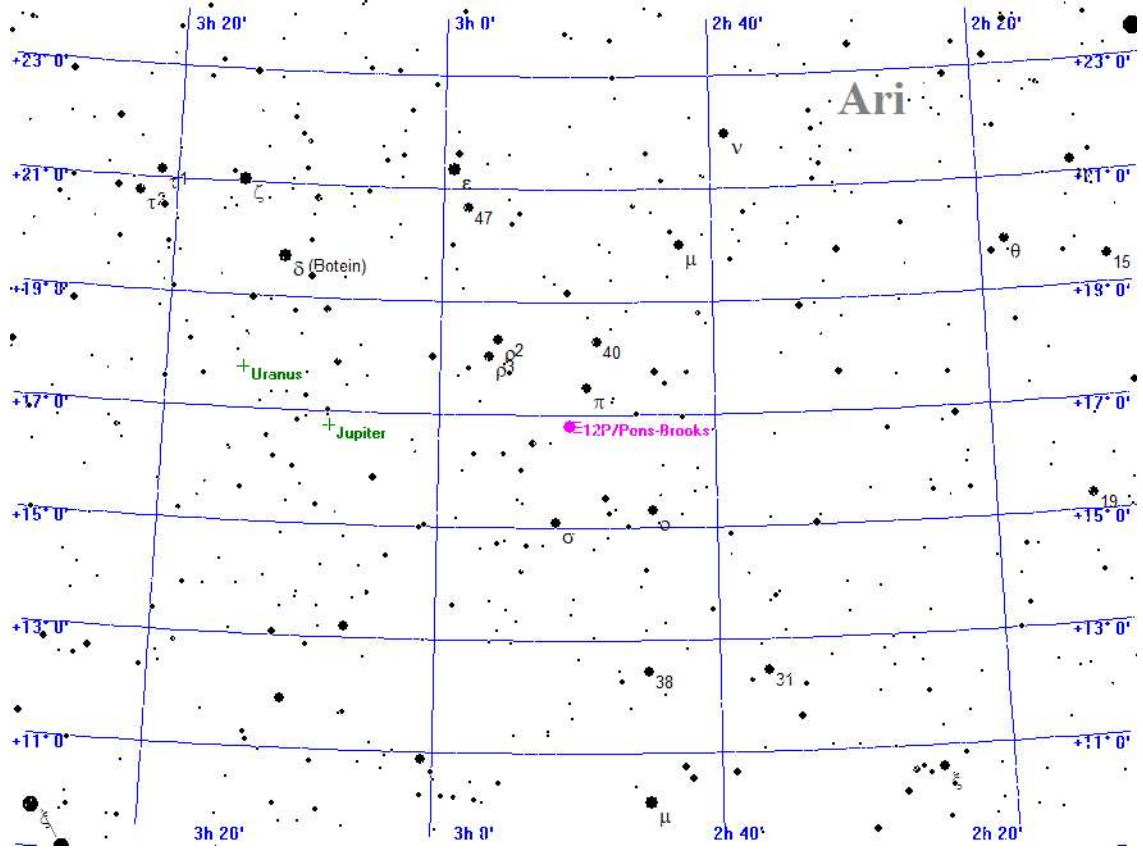 3h 20' 3h 0' 2h 40' 2h 20'
+23° 0' +23° 0'
Ari
ν
τ1 +21° 0' ζ ε +21° 0'
τ2 47
δ (Botein) μ θ 15
+19° 0' +19° 0'
ρ2 40
ρ3
Uranus
+17° 0' π +17° 0'
Jupiter 12P/Pons-Brooks
19
+15° 0' σ ο +15° 0'
+13° 0' +13° 0'
38 31
+11° 0' +11° 0'
ξ
μ
ξ
3h 20' 3h 0' 2h 40' 2h 20'